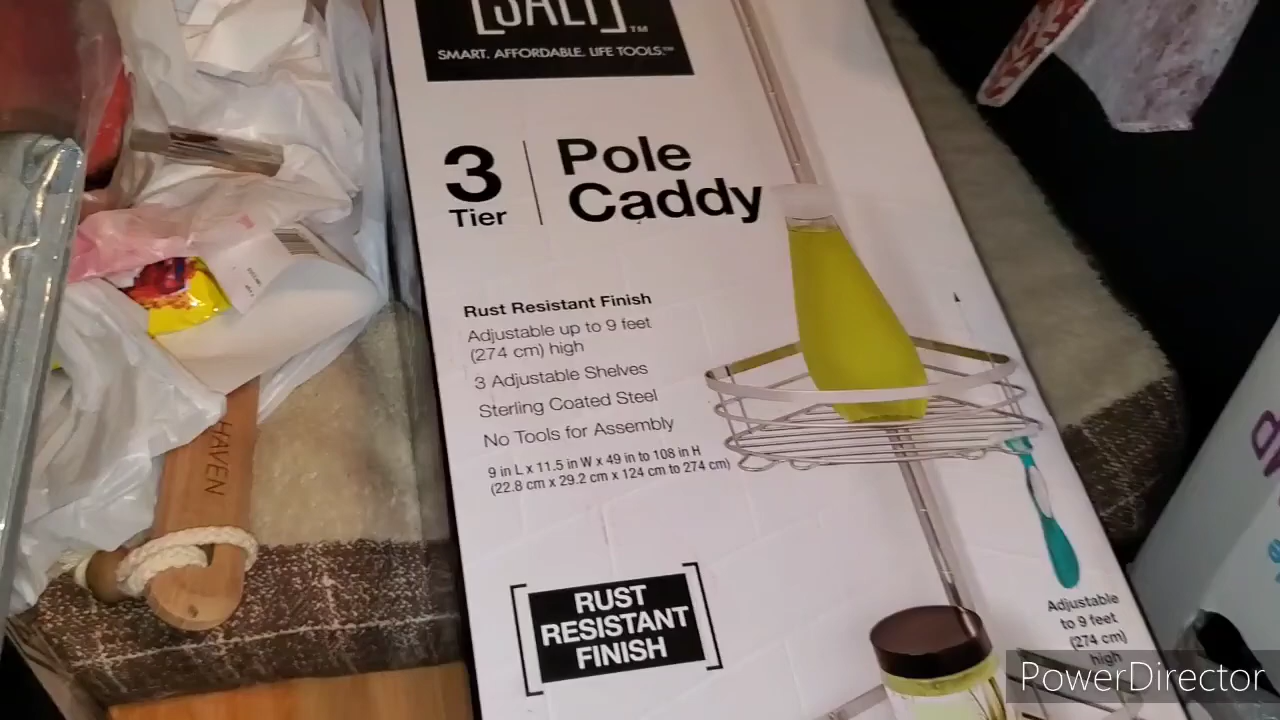 [SALT]™
SMART. AFFORDABLE. LIFE TOOLS.™
3
Tier
Pole
Caddy
Rust Resistant Finish
Adjustable up to 9 feet
(274 cm) high
3 Adjustable Shelves
Sterling Coated Steel
No Tools for Assembly
9 in L x 11.5 in W x 49 in to 108 in H
(22.8 cm x 29.2 cm x 124 cm to 274 cm)
[RUST
RESISTANT
FINISH]
Adjustable
to 9 feet
(274 cm)
high
HAVEN
PowerDirector